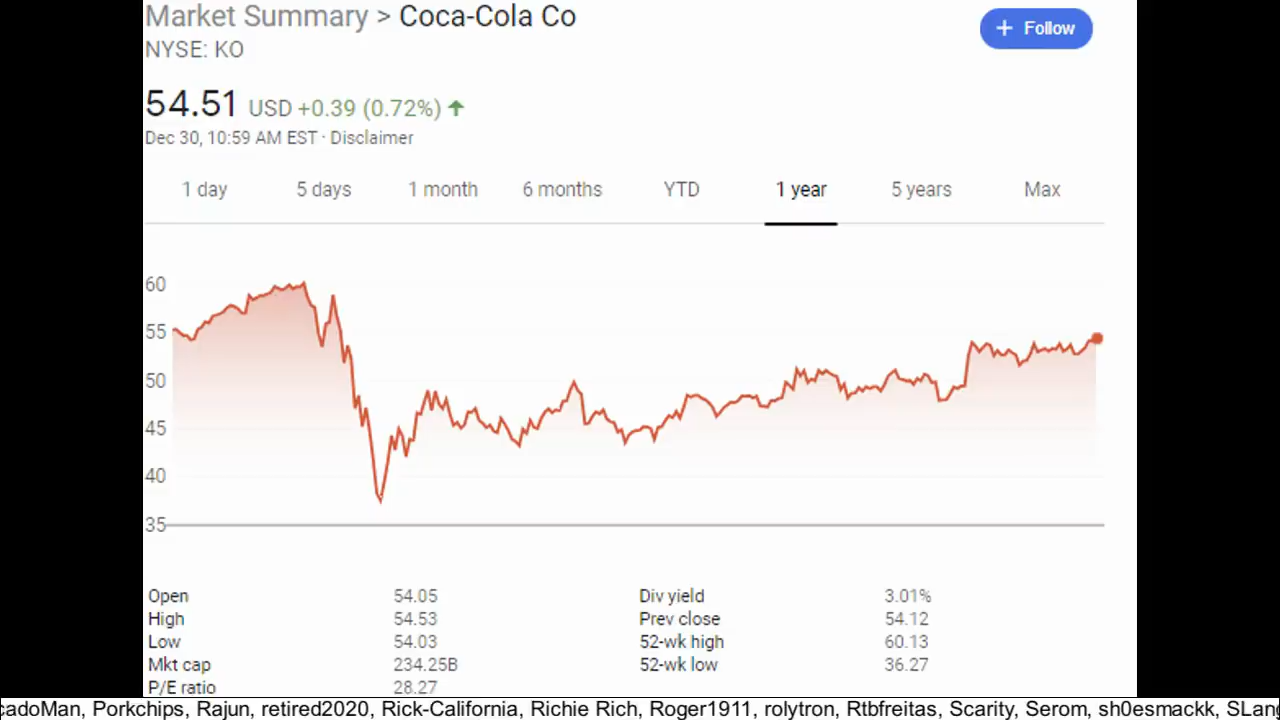 Market Summary > Coca-Cola Co
NYSE: KO
+ Follow
54.51 USD +0.39 (0.72%) ↑
Dec 30, 10:59 AM EST · Disclaimer
1 day 5 days 1 month 6 months YTD 1 year 5 years Max
60
55
50
45
40
35
Open 54.05 Div yield 3.01%
High 54.53 Prev close 54.12
Low 54.03 52-wk high 60.13
Mkt cap 234.25B 52-wk low 36.27
P/E ratio 28.27
cadoMan, Porkchips, Rajun, retired2020, Rick-California, Richie Rich, Roger1911, rolytron, Rtbfreitas, Scarity, Serom, sh0esmackk, SLang